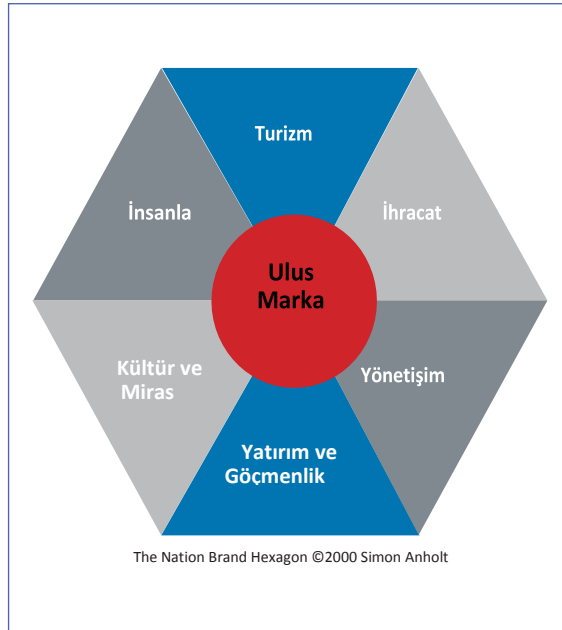 Turizm
İnsanla
İhracat
Ulus
Marka
Kültür ve
Miras
Yönetişim
Yatırım ve
Göçmenlik
The Nation Brand Hexagon ©2000 Simon Anholt